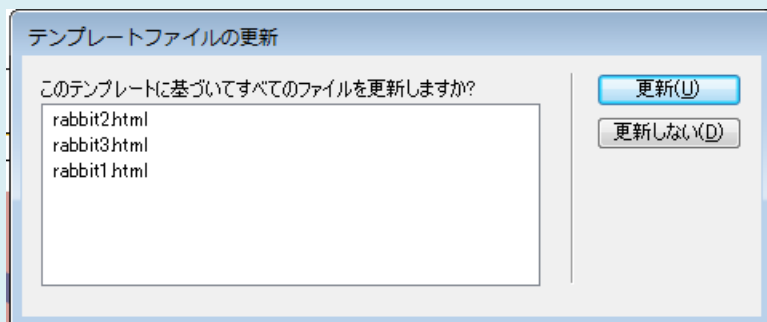 テンプレートファイルの更新
このテンプレートに基づいてすべてのファイルを更新しますか?
更新(U)
rabbit2.html
更新しない(D)
rabbit3.html
rabbit1.html